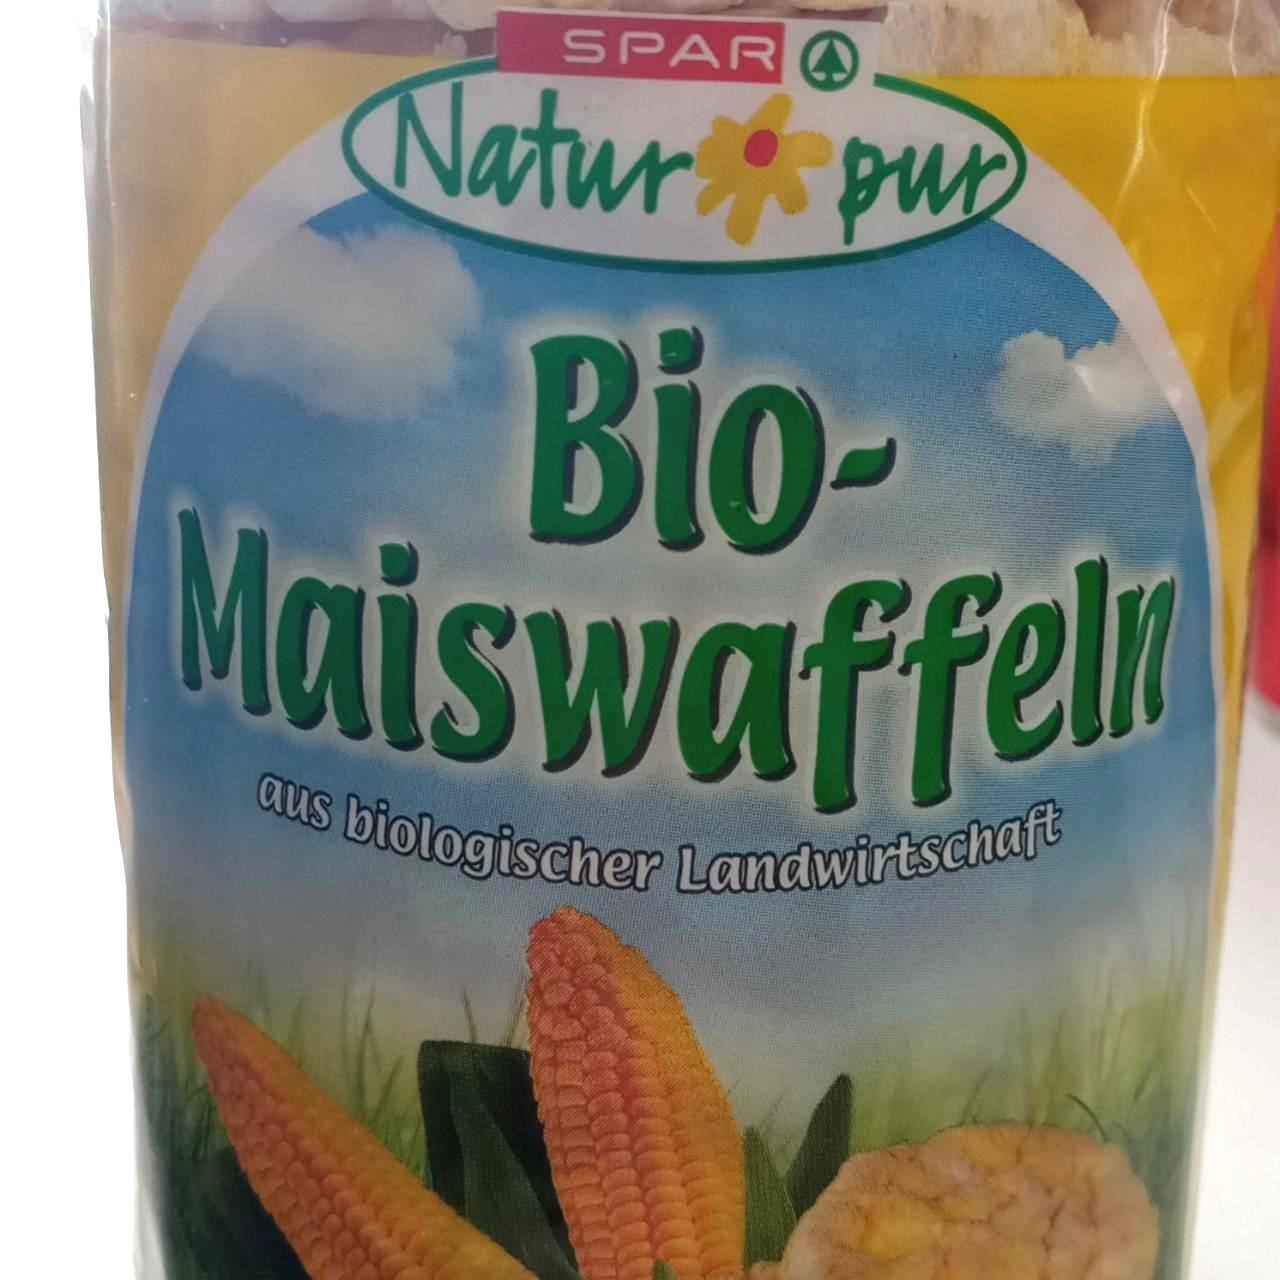 SPAR
Natur pur
Bio-
Maiswaffeln
aus biologischer Landwirtschaft